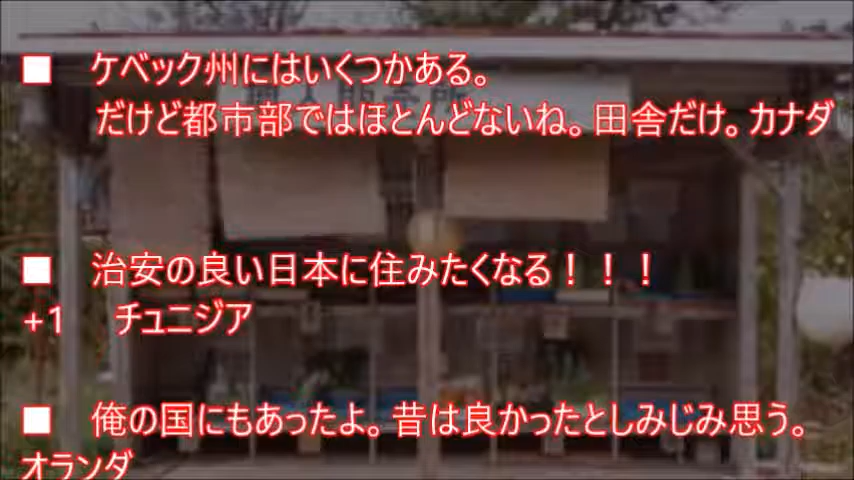 ■ ケベック州にはいくつかある。
だけど都市部ではほとんどないね。田舎だけ。カナダ
■ 治安の良い日本に住みたくなる！！！
+1 チュニジア
■ 俺の国にもあったよ。昔は良かったとしみじみ思う。
オランダ